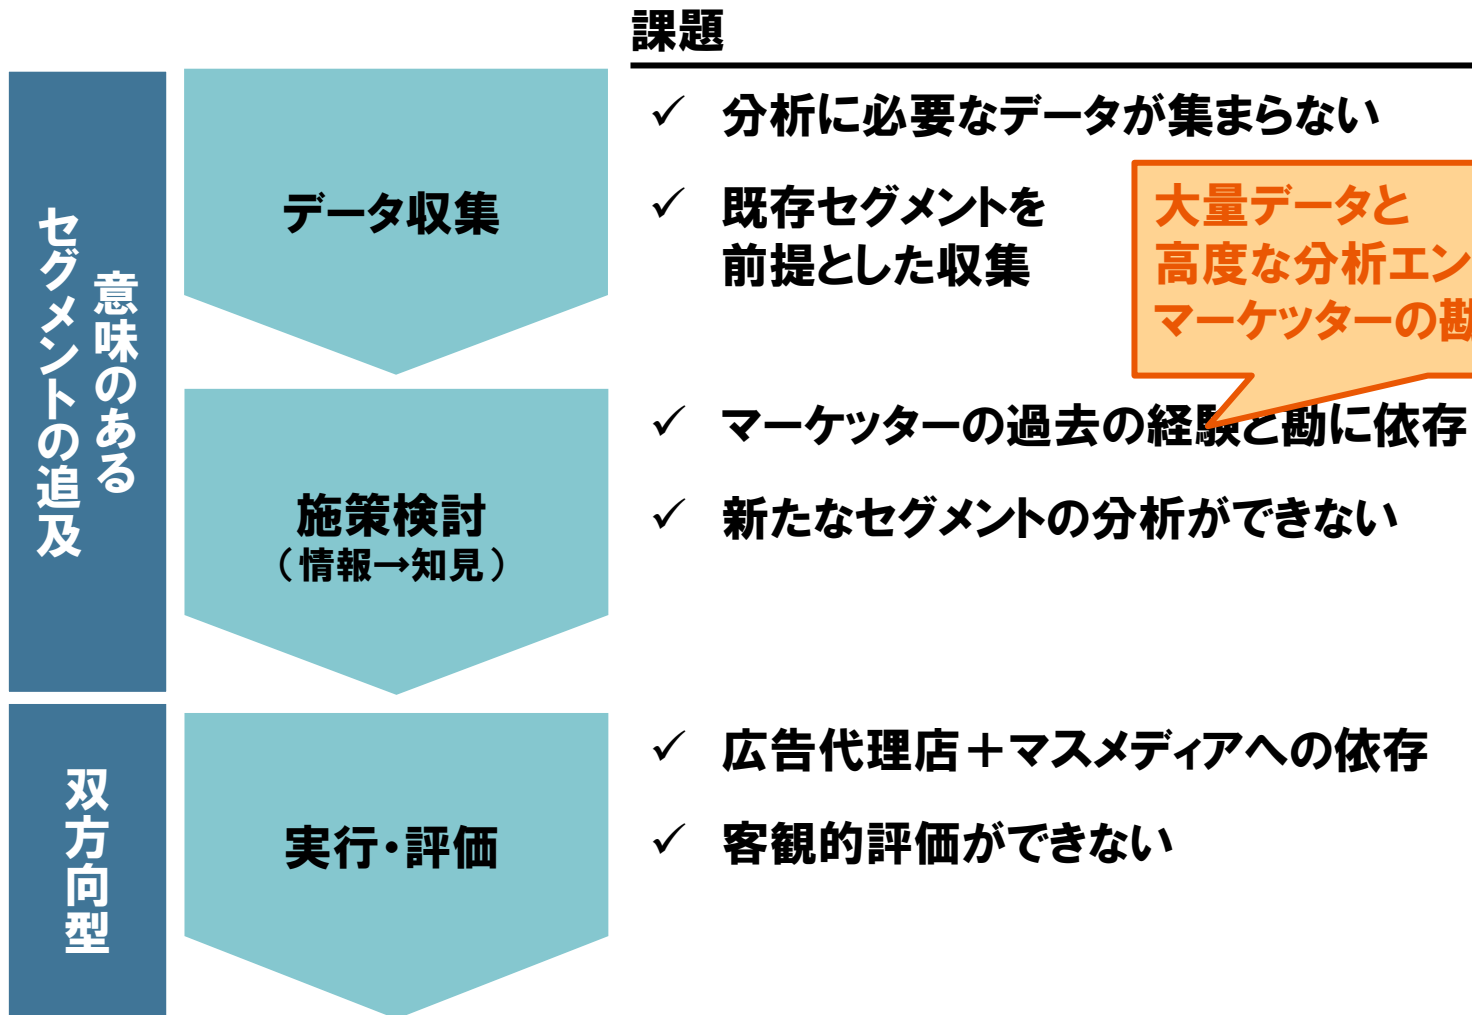 課題
意味のある
セグメントの追及
データ収集
✓ 分析に必要なデータが集まらない
✓ 既存セグメントを
前提とした収集
大量データと
高度な分析エン
マーケッターの勘
施策検討
(情報→知見)
✓ マーケッターの過去の経験と勘に依存
✓ 新たなセグメントの分析ができない
双方向型
実行・評価
✓ 広告代理店+マスメディアへの依存
✓ 客観的評価ができない